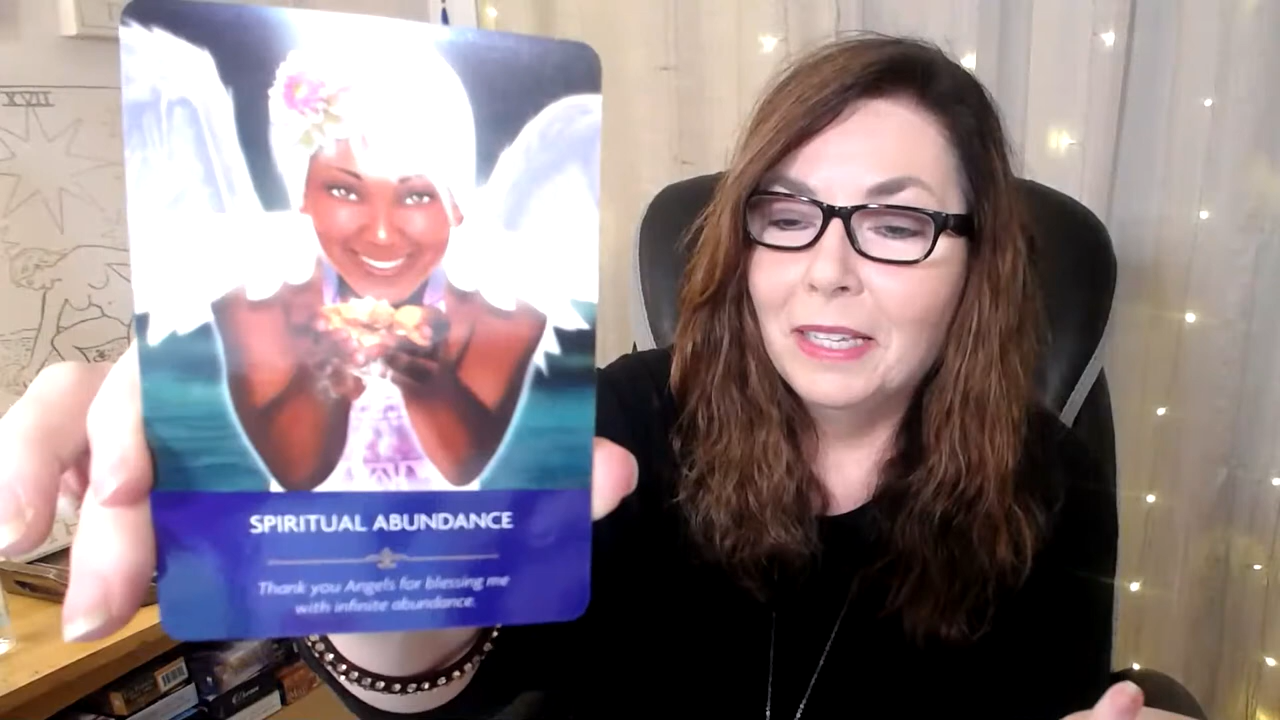 XVII
SPIRITUAL ABUNDANCE
Thank you Angels for blessing me
with infinite abundance.